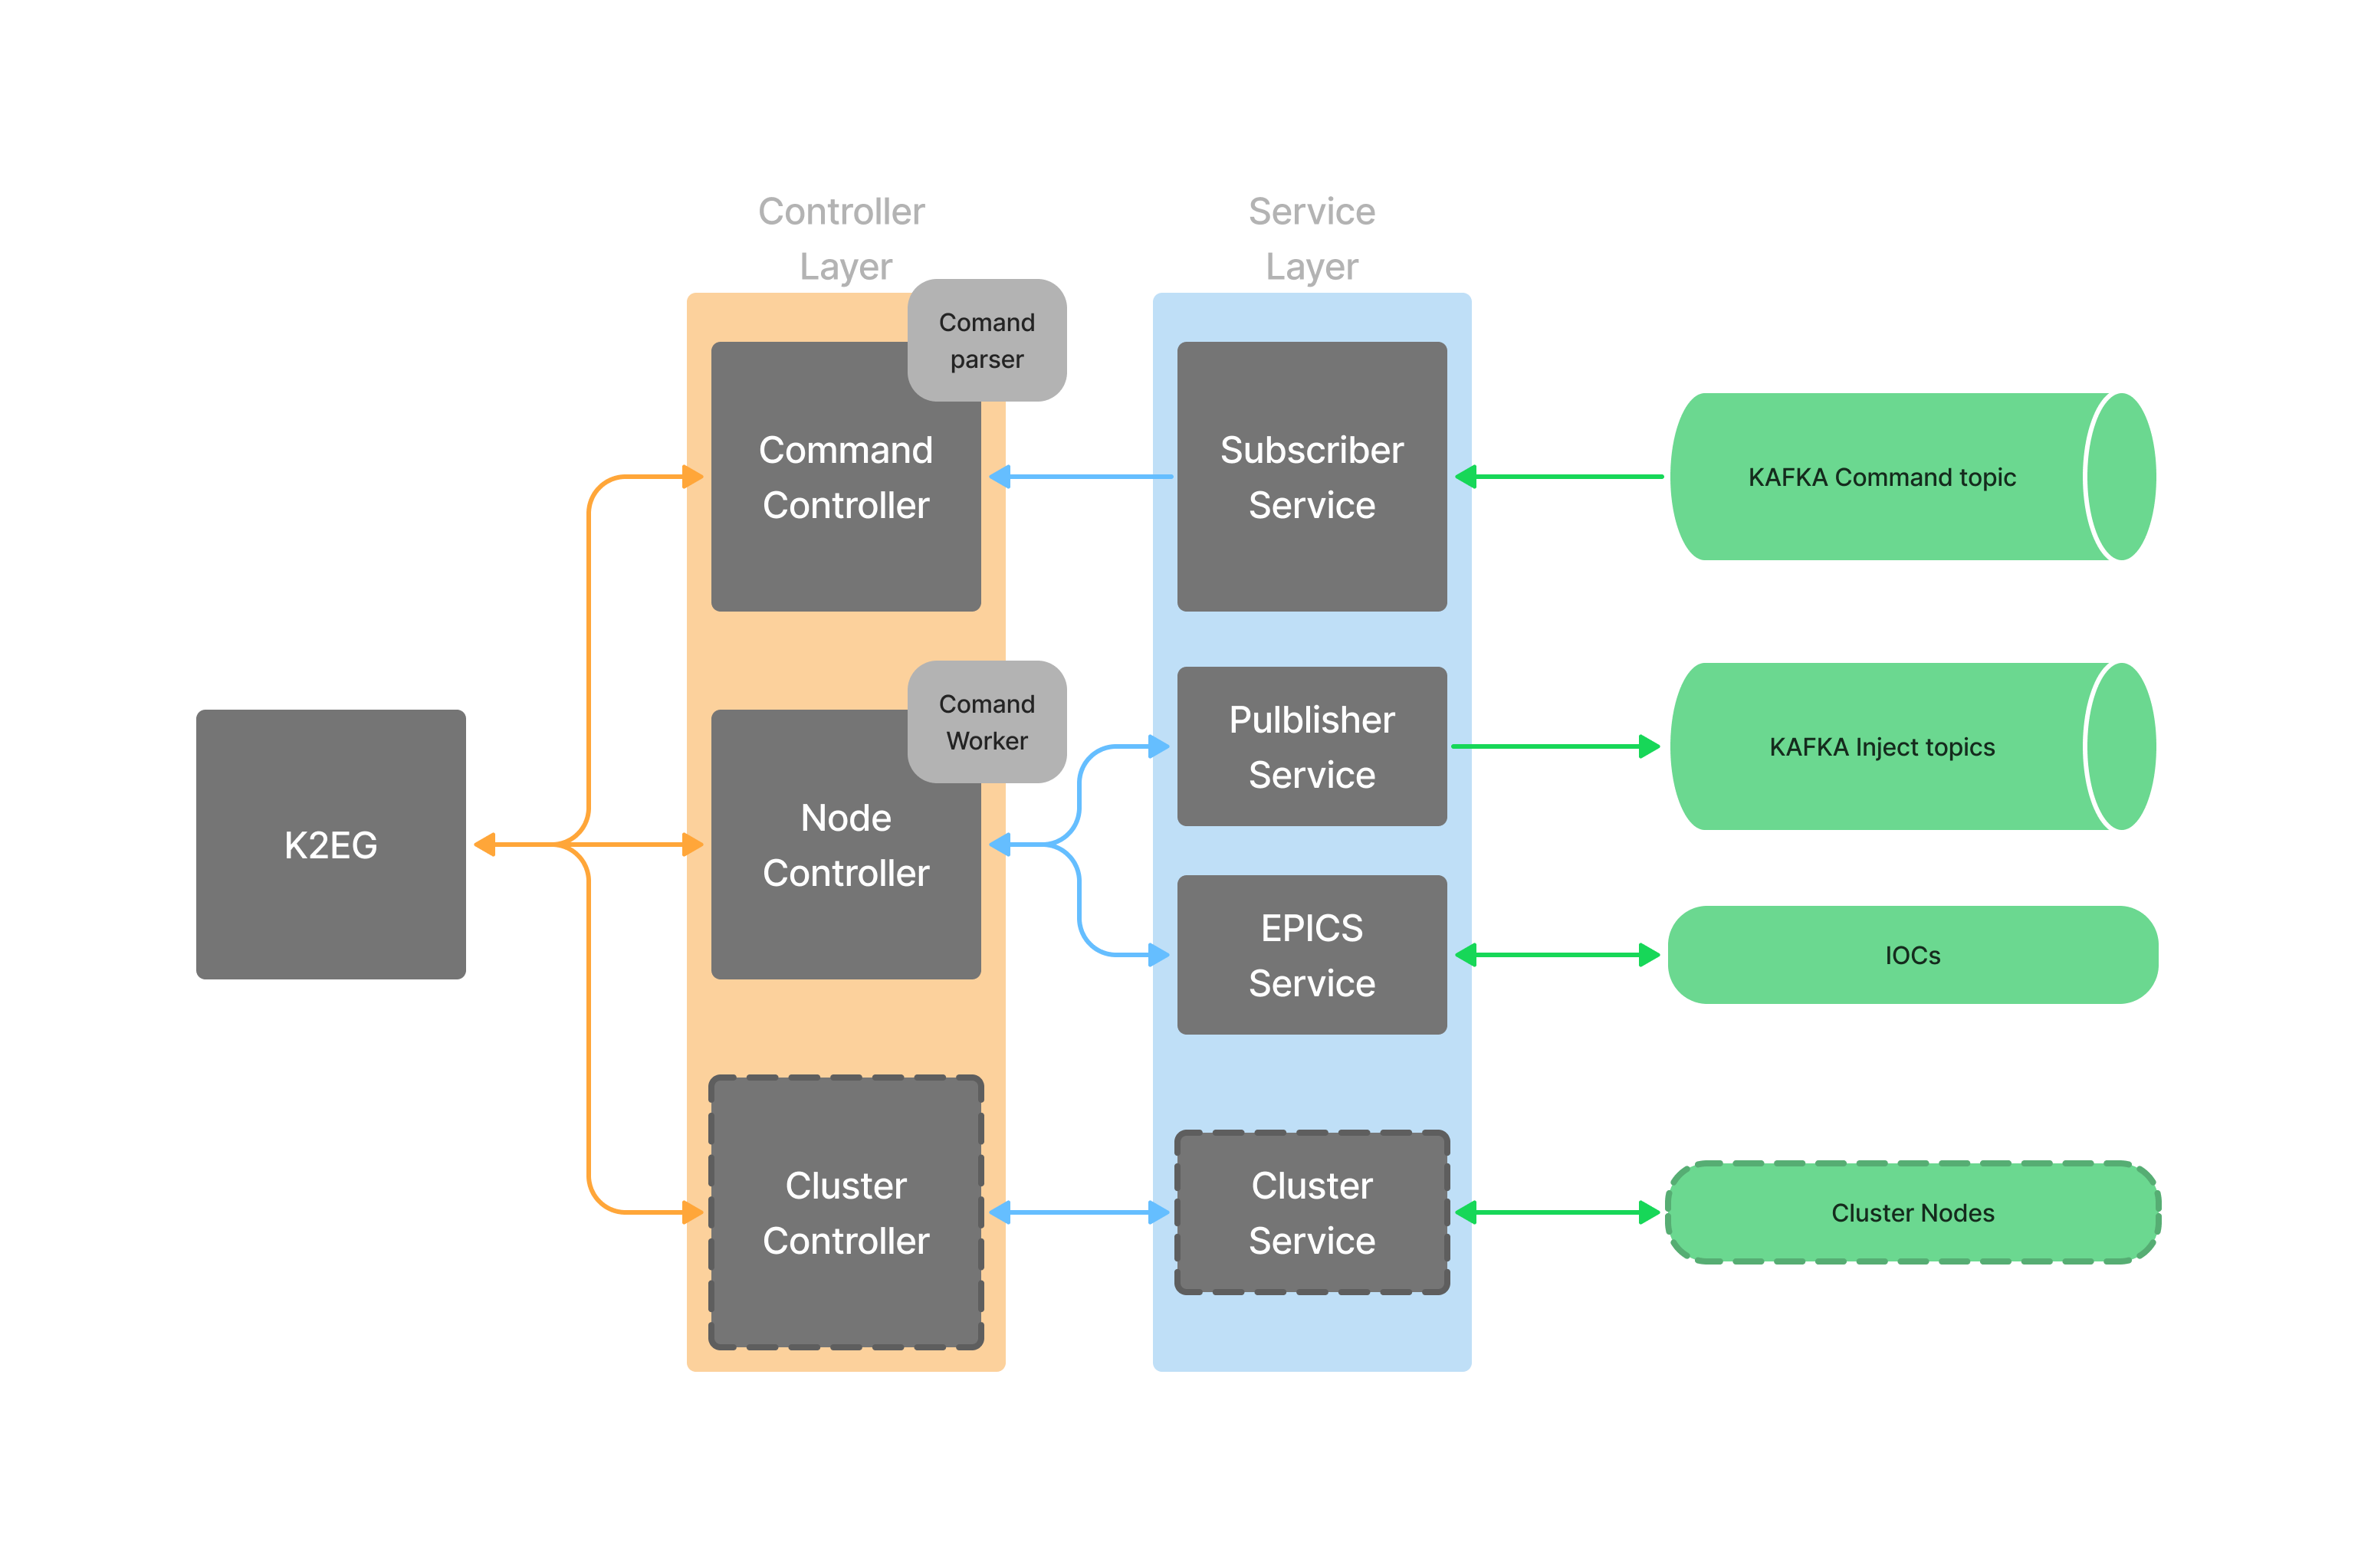 Controller
Layer
Service
Layer
Comand
parser
Command
Controller
Subscriber
Service
KAFKA Command topic
Comand
Worker
Node
Controller
Pulblisher
Service
KAFKA Inject topics
K2EG
EPICS
Service
IOCs
Cluster
Controller
Cluster
Service
Cluster Nodes